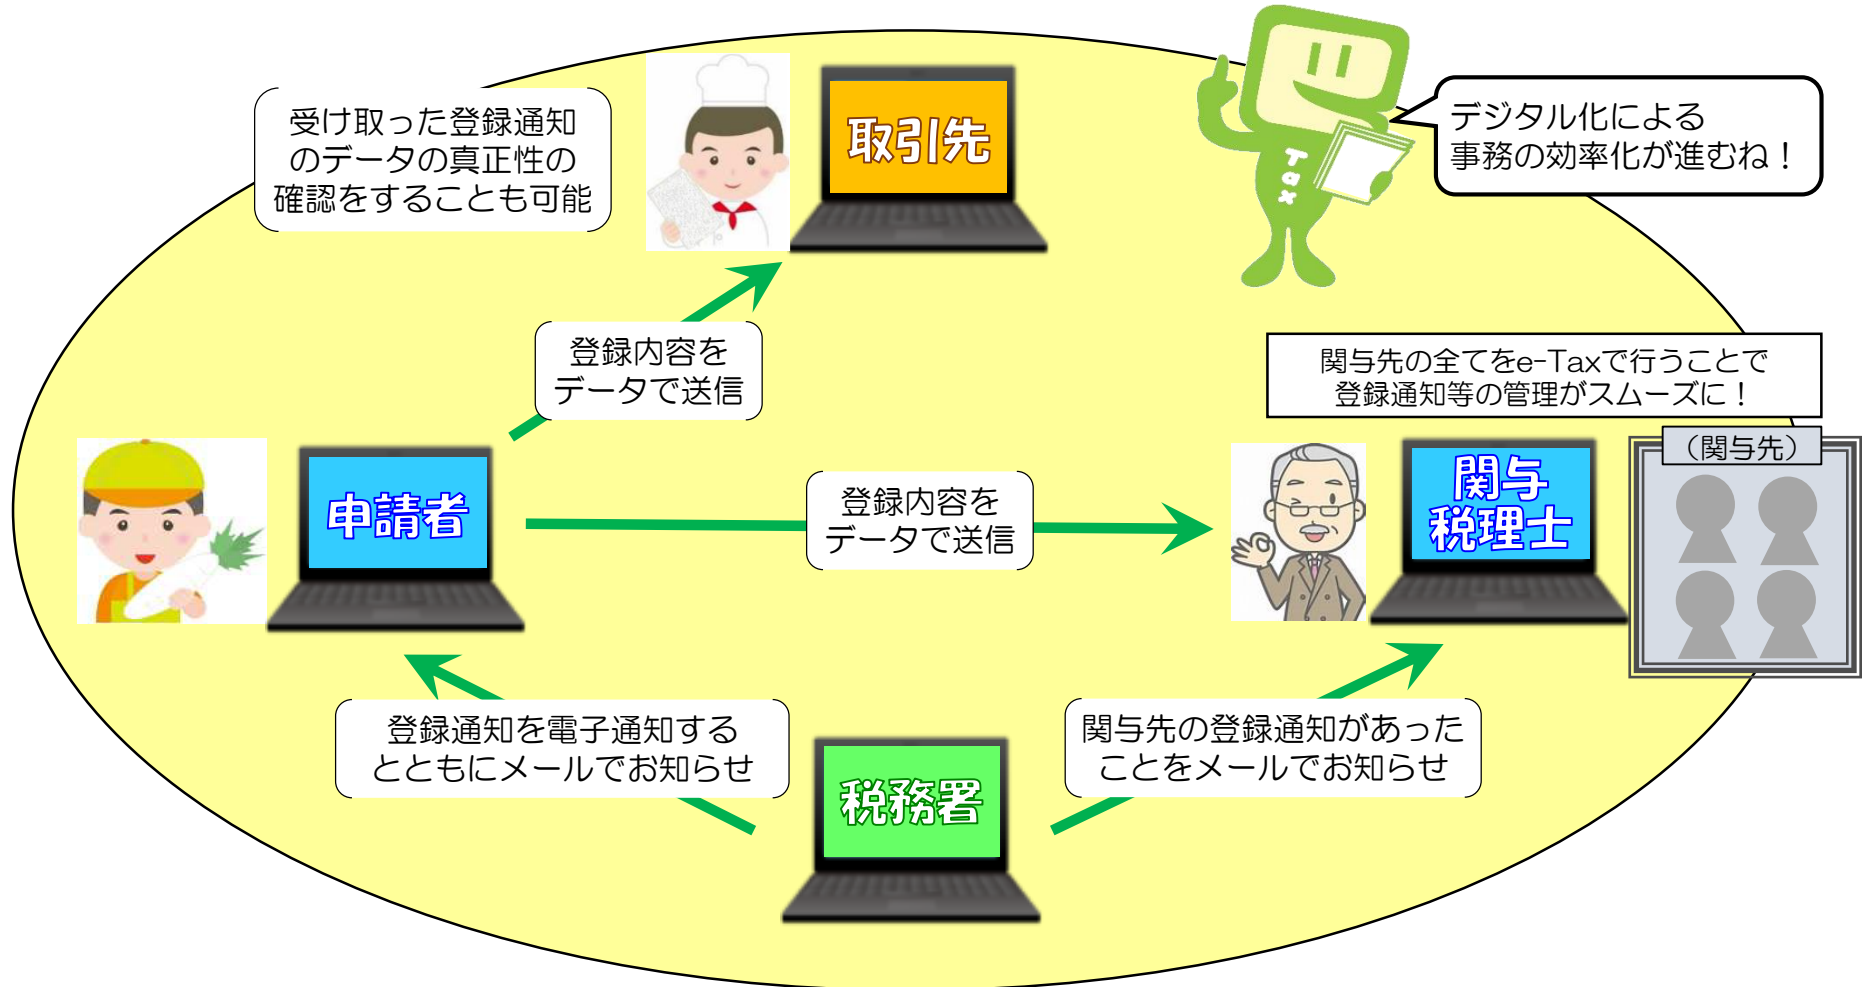 受け取った登録通知
のデータの真正性の
確認をすることも可能
取引先
Tax
デジタル化による
事務の効率化が進むね！
登録内容を
データで送信
関与先の全てをe-Taxで行うことで
登録通知等の管理がスムーズに！
申請者
登録内容を
データで送信
関与
税理士
（関与先）
登録通知を電子通知する
とともにメールでお知らせ
関与先の登録通知があった
ことをメールでお知らせ
税務署